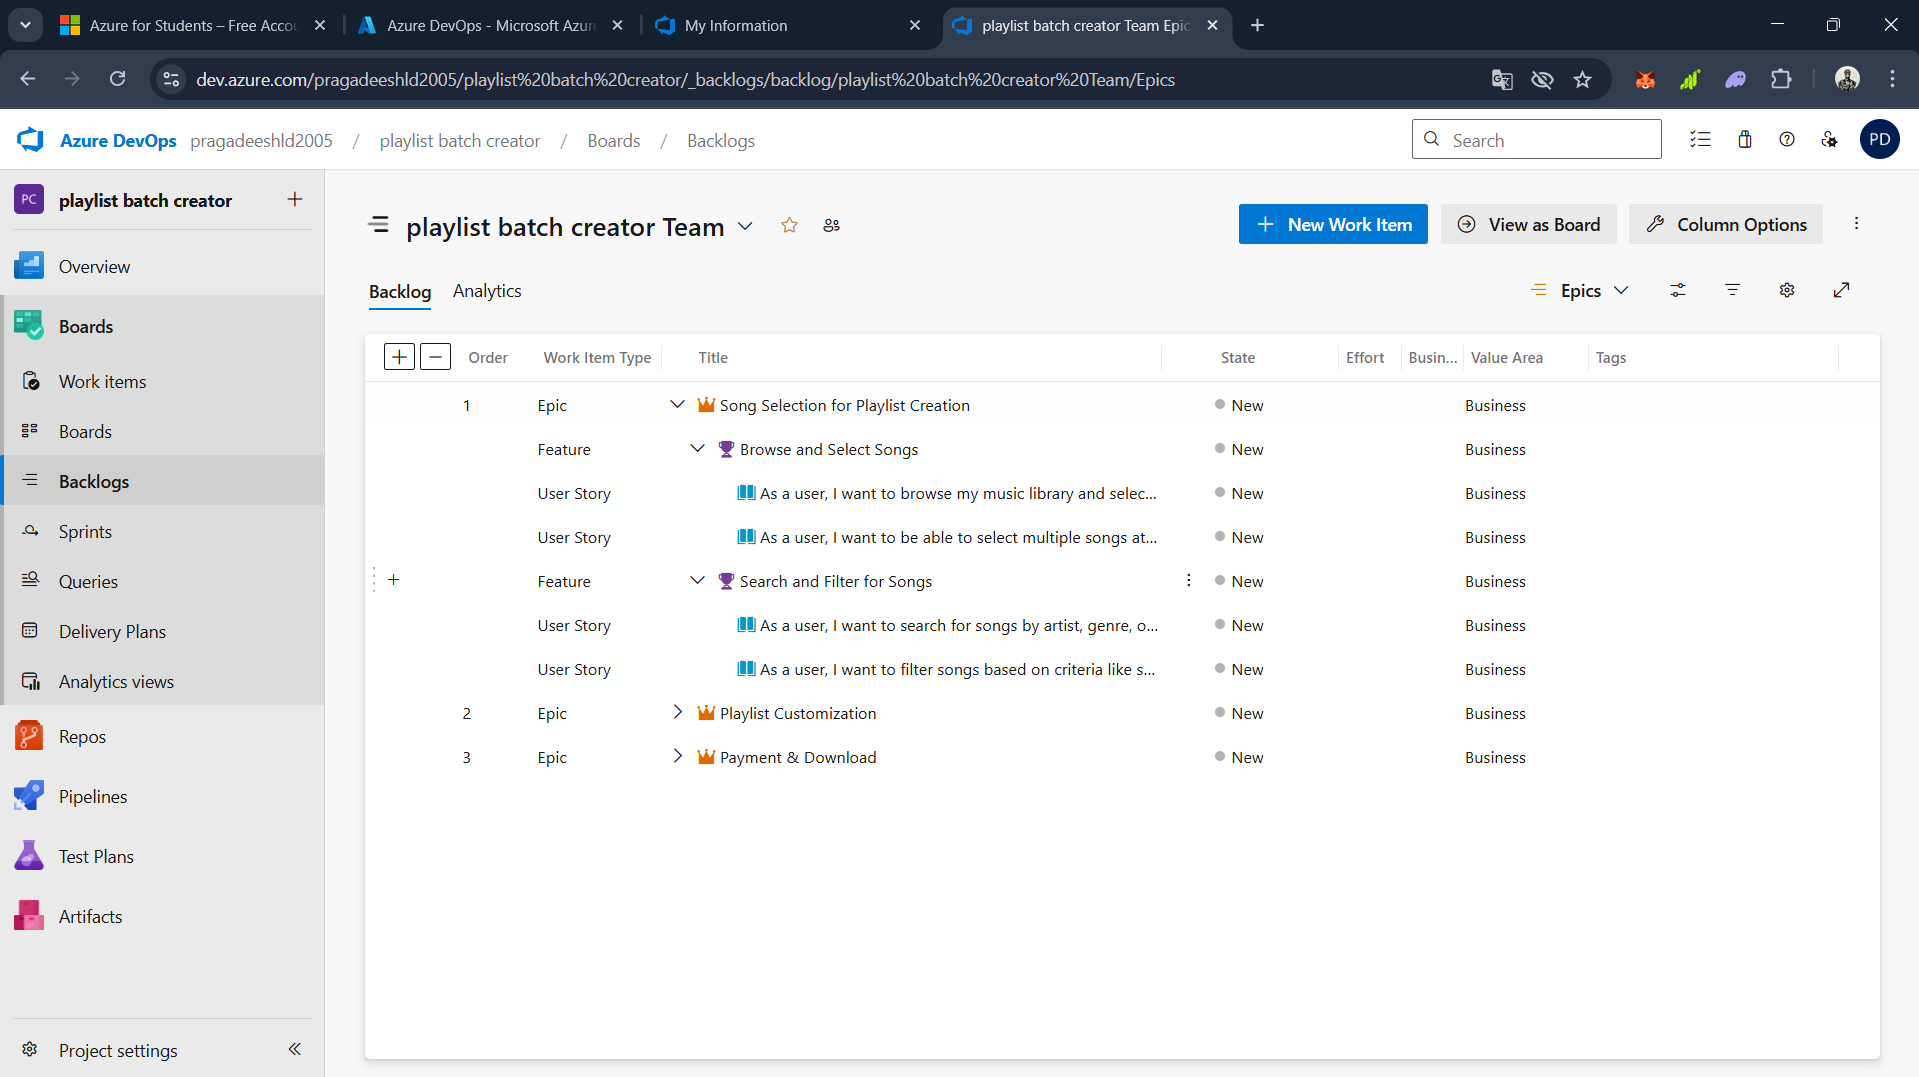 Azure for Students – Free Accou
Azure DevOps - Microsoft Azure
My Information
playlist batch creator Team Epic
dev.azure.com/pragadeeshld2005/playlist%20batch%20creator/_backlogs/backlog/playlist%20batch%20creator%20Team/Epics
Azure DevOps pragadeeshld2005 / playlist batch creator / Boards / Backlogs
Search
PD
PC playlist batch creator
Overview
Boards
Work items
Boards
Backlogs
Sprints
Queries
Delivery Plans
Analytics views
Repos
Pipelines
Test Plans
Artifacts
Project settings
playlist batch creator Team
New Work Item
View as Board
Column Options
Backlog Analytics
Epics
Order Work Item Type Title State Effort Busin... Value Area Tags
1 Epic Song Selection for Playlist Creation New Business
Feature Browse and Select Songs New Business
User Story As a user, I want to browse my music library and selec... New Business
User Story As a user, I want to be able to select multiple songs at... New Business
Feature Search and Filter for Songs New Business
User Story As a user, I want to search for songs by artist, genre, o... New Business
User Story As a user, I want to filter songs based on criteria like s... New Business
2 Epic Playlist Customization New Business
3 Epic Payment & Download New Business